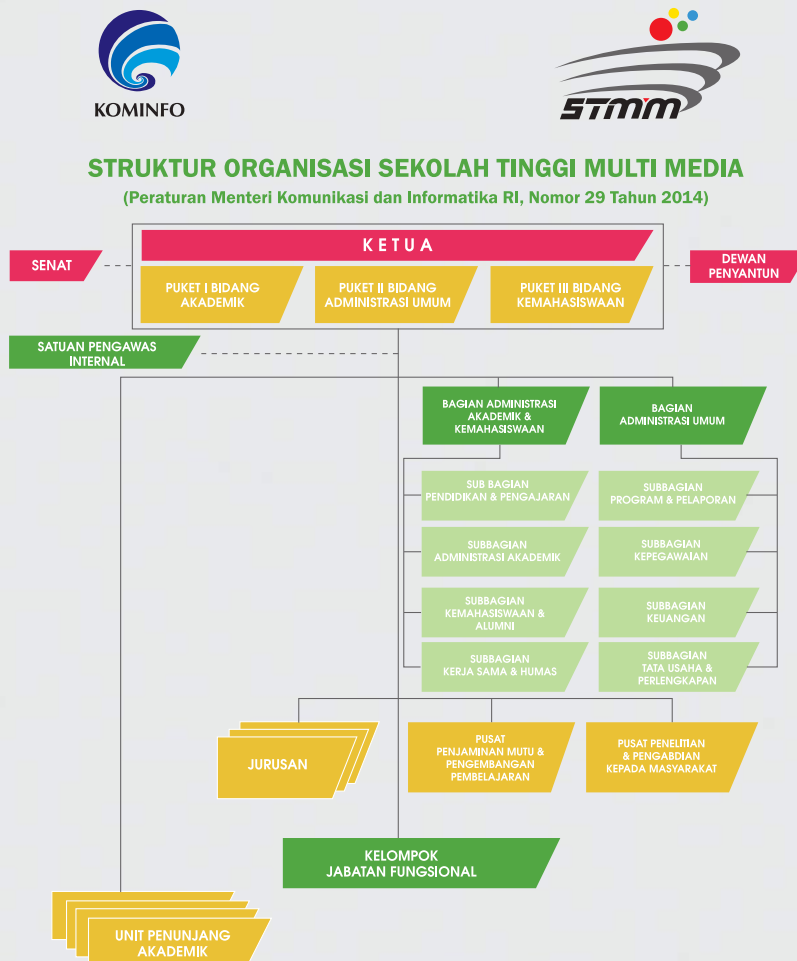 KOMINFO
STMM
STRUKTUR ORGANISASI SEKOLAH TINGGI MULTI MEDIA
(Peraturan Menteri Komunikasi dan Informatika RI, Nomor 29 Tahun 2014)
KETUA
SENAT
DEWAN
PENYANTUN
PUKET I BIDANG
AKADEMIK
PUKET II BIDANG
ADMINISTRASI UMUM
PUKET III BIDANG
KEMAHASISWAAN
SATUAN PENGAWAS
INTERNAL
BAGIAN ADMINISTRASI
AKADEMIK &
KEMAHASISWAAN
BAGIAN
ADMINISTRASI UMUM
SUB BAGIAN
PENDIDIKAN & PENGAJARAN
SUBBAGIAN
PROGRAM & PELAPORAN
SUBBAGIAN
ADMINISTRASI AKADEMIK
SUBBAGIAN
KEPEGAWAIAN
SUBBAGIAN
KEMAHASISWAAN &
ALUMNI
SUBBAGIAN
KEUANGAN
SUBBAGIAN
KERJA SAMA & HUMAS
SUBBAGIAN
TATA USAHA &
PERLENGKAPAN
JURUSAN
PUSAT
PENJAMINAN MUTU &
PENGEMBANGAN
PEMBELAJARAN
PUSAT PENELITIAN
& PENGABDIAN
KEPADA MASYARAKAT
KELOMPOK
JABATAN FUNGSIONAL
UNIT PENUNJANG
AKADEMIK